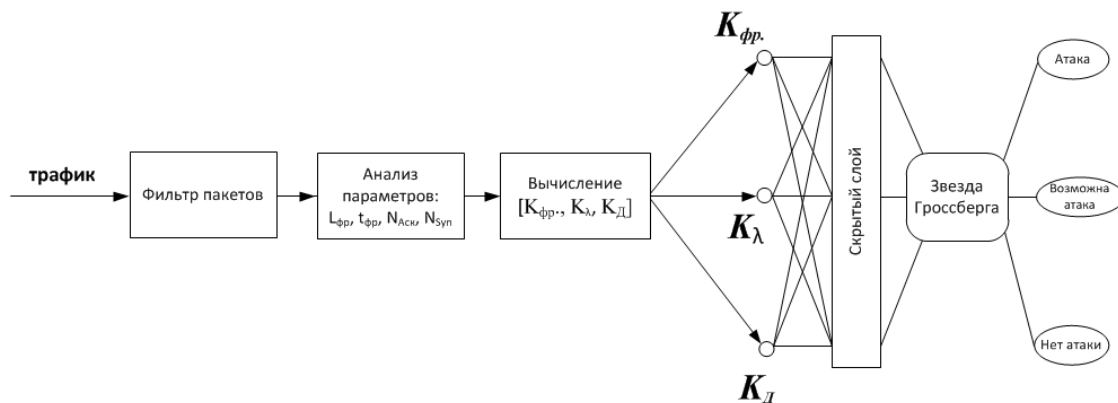 трафик
Фильтр пакетов
Анализ
параметров:
Lфр, tфр, NАск, NSyn
Вычисление
[Kфр., Kλ, KД]
Kфр.
Kλ
KД
Скрытый слой
Звезда
Гроссберга
Атака
Возможна
атака
Нет атаки